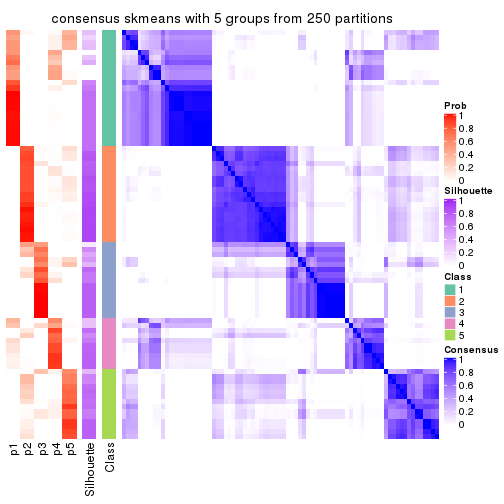 consensus skmeans with 5 groups from 250 partitions
Prob
1
0.8
0.6
0.4
0.2
0
Silhouette
1
0.8
0.6
0.4
0.2
0
Class
1
2
3
4
5
Consensus
1
0.8
0.6
0.4
0.2
0
p1
p2
p3
p4
p5
Silhouette
Class